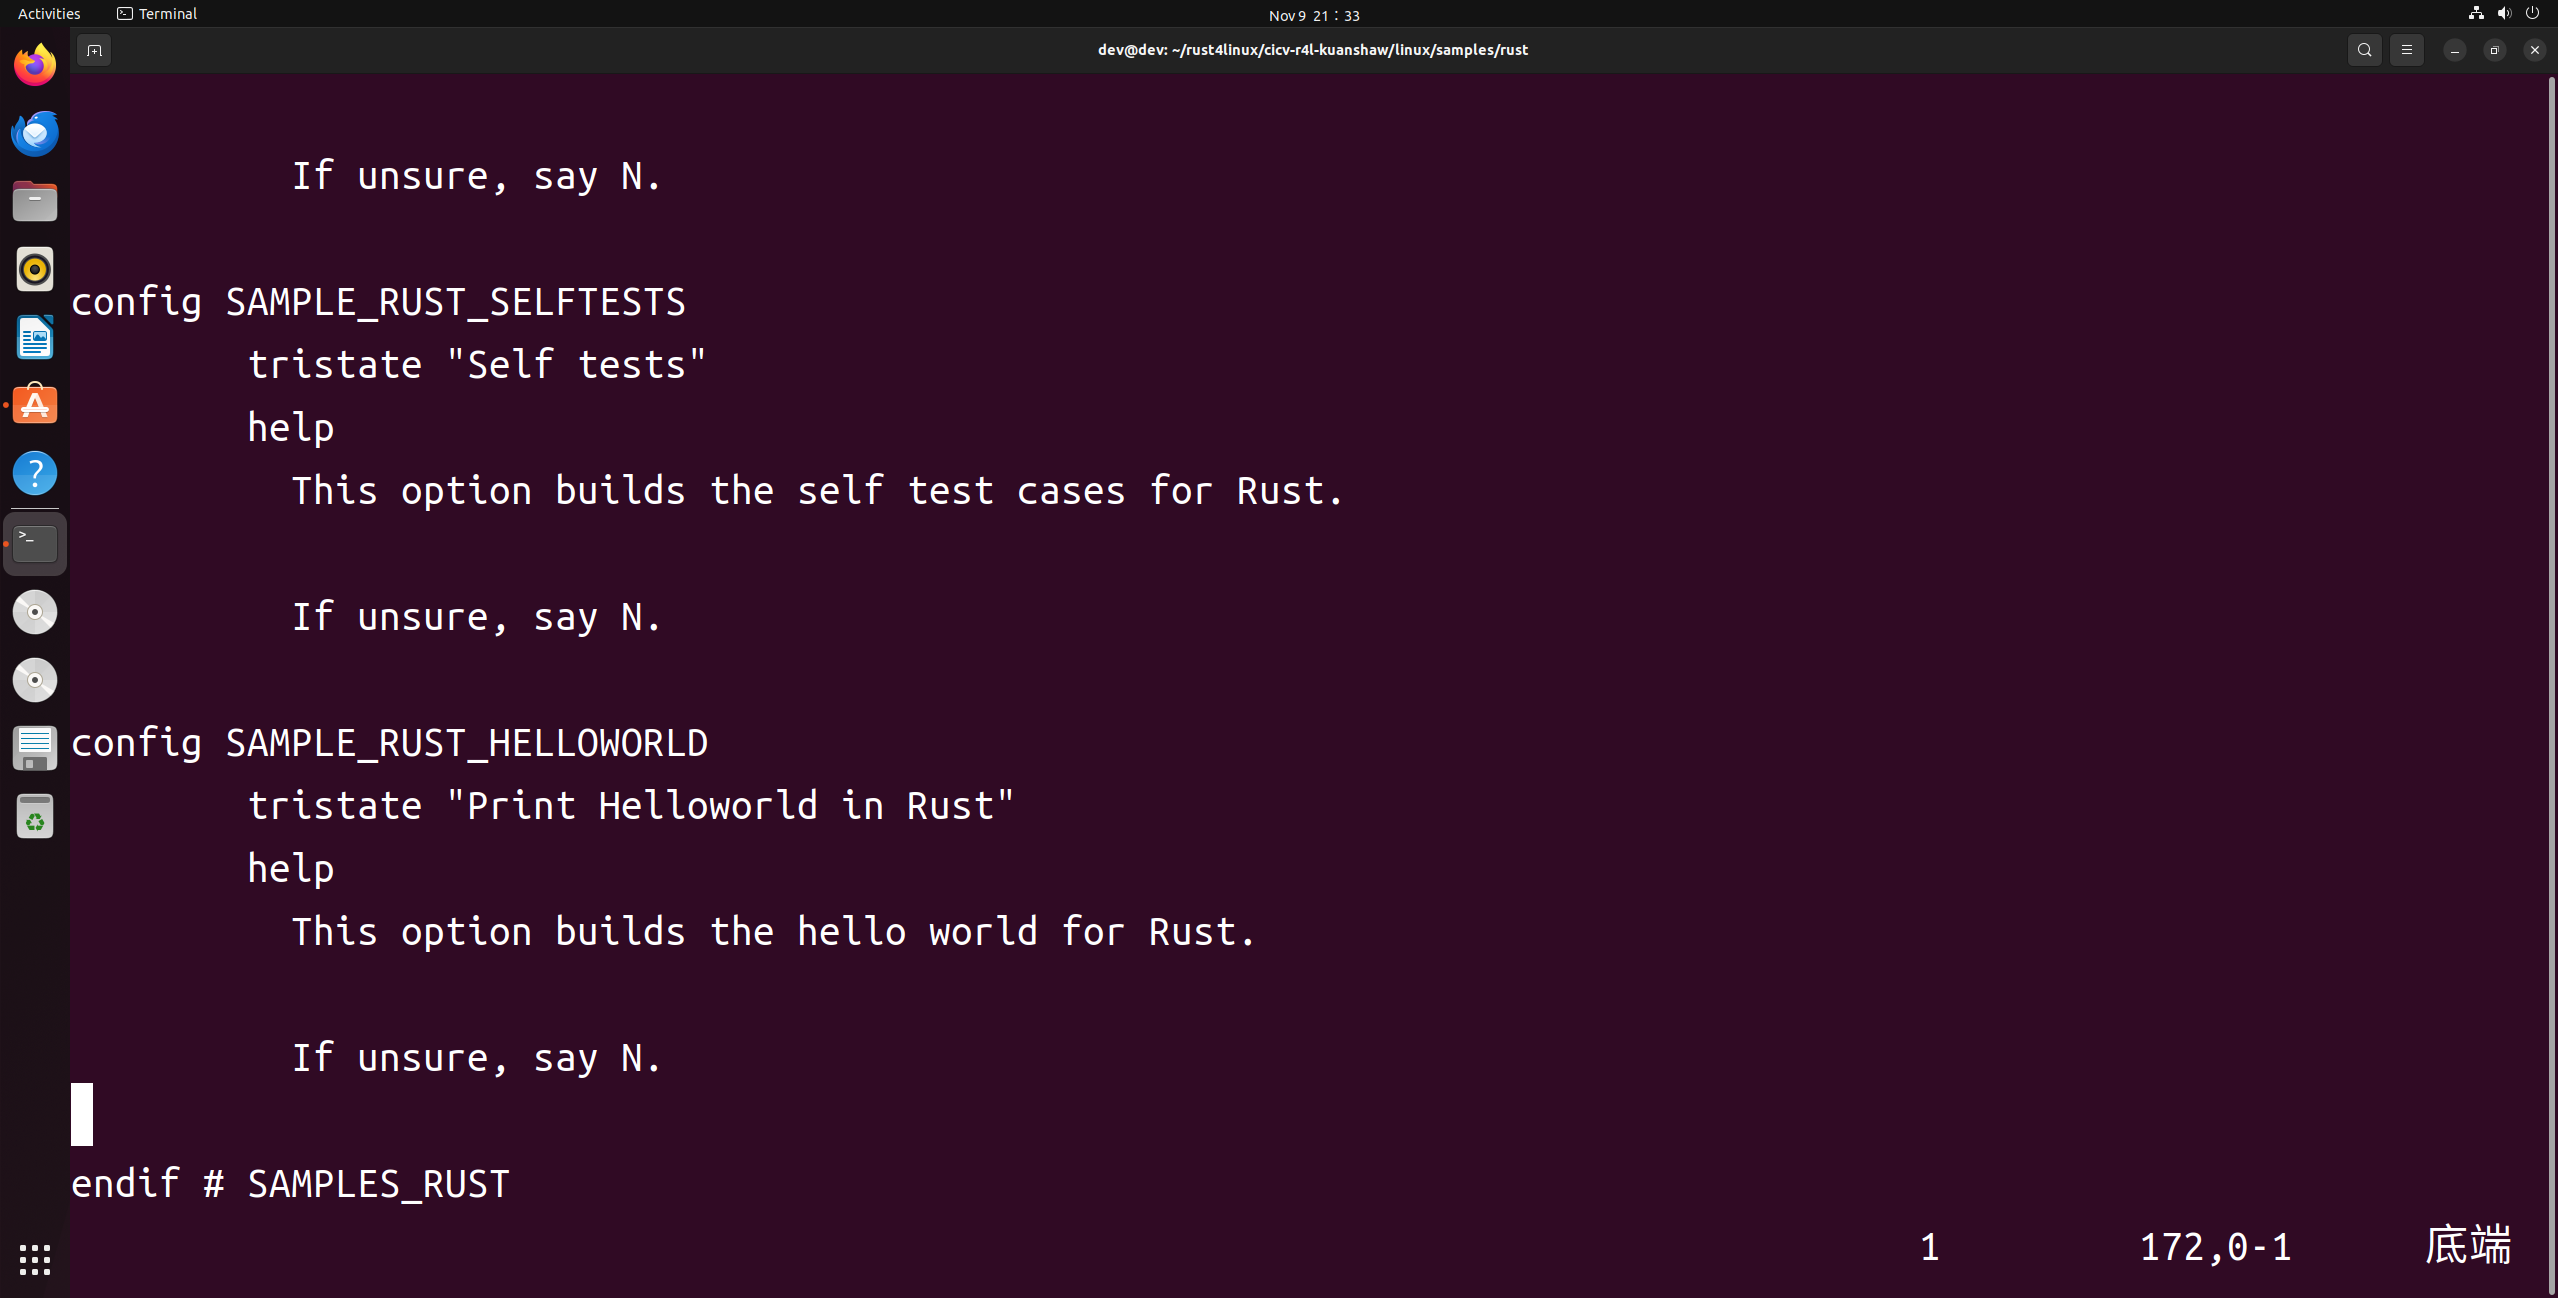 Activities
Terminal
Nov 9 21：33
dev@dev: ~/rust4linux/cicv-r4l-kuanshaw/linux/samples/rust
If unsure, say N.
config SAMPLE_RUST_SELFTESTS
tristate "Self tests"
help
This option builds the self test cases for Rust.
If unsure, say N.
config SAMPLE_RUST_HELLOWORLD
tristate "Print Helloworld in Rust"
help
This option builds the hello world for Rust.
If unsure, say N.
endif # SAMPLES_RUST
1 172,0-1 底端